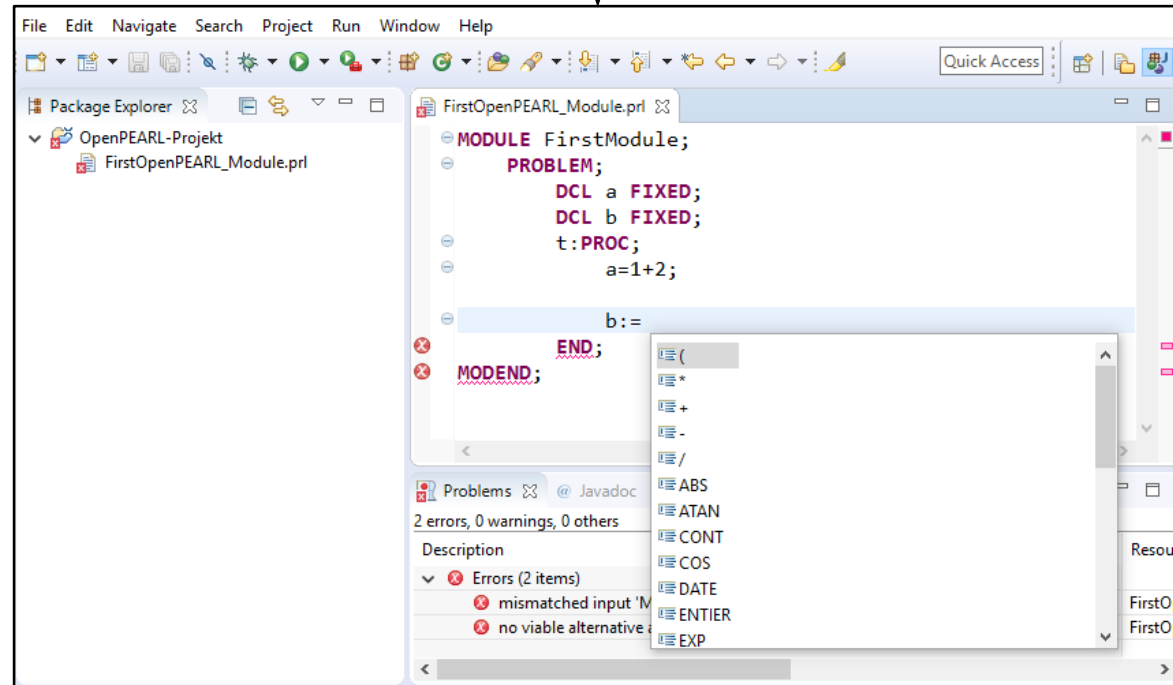 File Edit Navigate Search Project Run Window Help
Quick Access
Package Explorer
OpenPEARL-Projekt
FirstOpenPEARL_Module.prl
FirstOpenPEARL_Module.prl
MODULE FirstModule;
PROBLEM;
DCL a FIXED;
DCL b FIXED;
t:PROC;
a=1+2;
b:=
END;
MODEND;
(
*
+
-
/
ABS
ATAN
CONT
COS
DATE
ENTIER
EXP
Problems @ Javadoc
2 errors, 0 warnings, 0 others
Description Resou
Errors (2 items)
mismatched input 'M FirstO
no viable alternative a FirstO